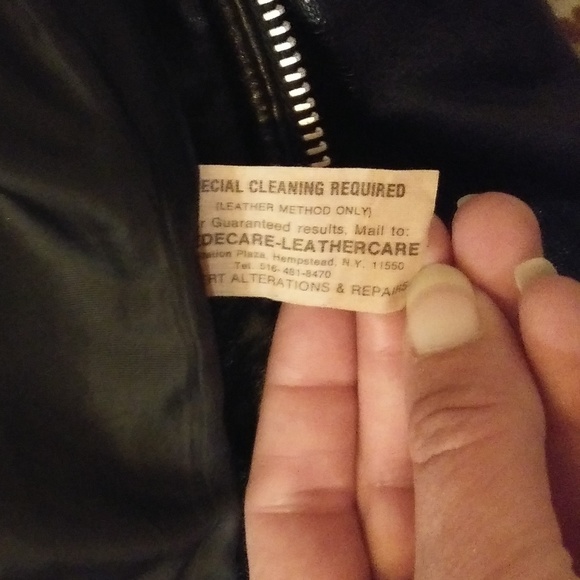 ECIAL CLEANING REQUIRED
(LEATHER METHOD ONLY)
r Guaranteed results. Mail to:
DECARE-LEATHERCARE
tation Plaza, Hempstead, N.Y. 11550
Tel. 516-481-8470
RT ALTERATIONS & REPAIRS